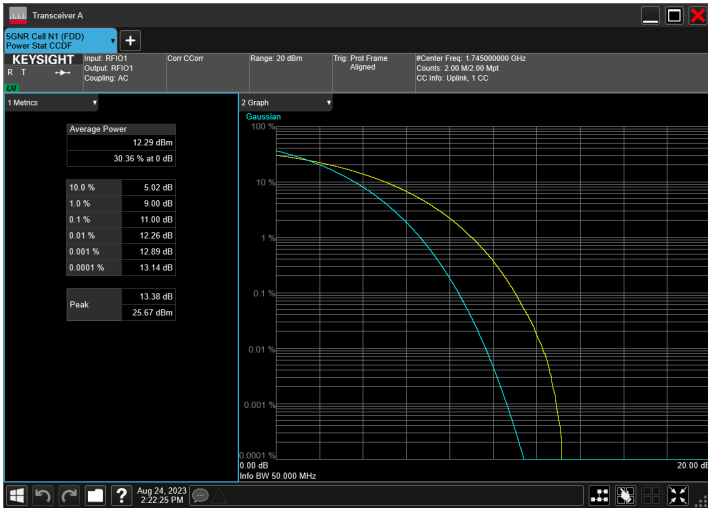 Transceiver A
5GNR Cell N1 (FDD)
Power Stat CCDF
KEYSIGHT
R T
Input: RFIO1
Output: RFIO1
Coupling: AC
Corr CCorr
Range: 20 dBm
Trig: Prot Frame
Aligned
#Center Freq: 1.745000000 GHz
Counts: 2.00 M/2.00 Mpt
CC Info: Uplink, 1 CC
1 Metrics
Average Power
12.29 dBm
30.36 % at 0 dB
10.0 % 5.02 dB
1.0 % 9.00 dB
0.1 % 11.00 dB
0.01 % 12.26 dB
0.001 % 12.89 dB
0.0001 % 13.14 dB
Peak
13.38 dB
25.67 dBm
2 Graph
Gaussian
100 %
10 %
1 %
0.1 %
0.01 %
0.001 %
0.0001 %
0.00 dB
20.00 dB
Info BW 50.000 MHz
?
Aug 24, 2023
2:22:25 PM